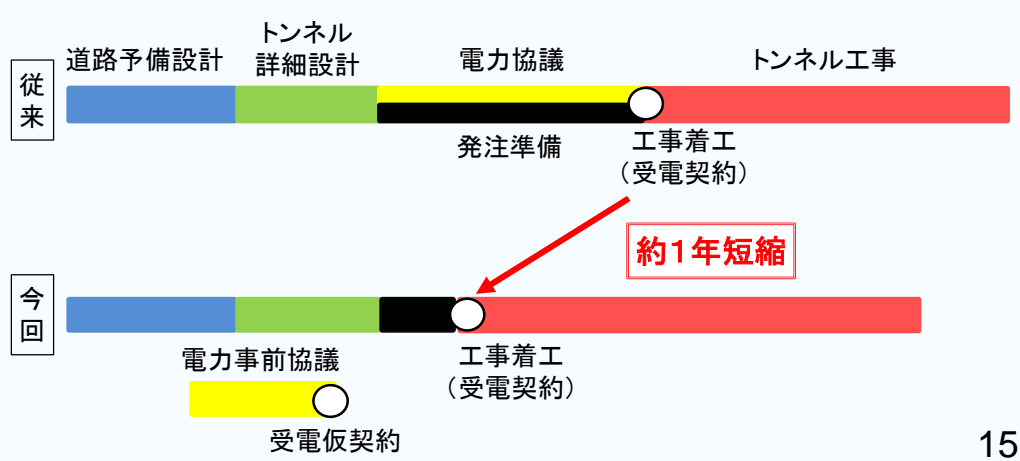 トンネル
道路予備設計
詳細設計
電力協議
トンネル工事
従
来
発注準備
工事着工
（受電契約）
約１年短縮
今
回
電力事前協議
工事着工
（受電契約）
受電仮契約
15